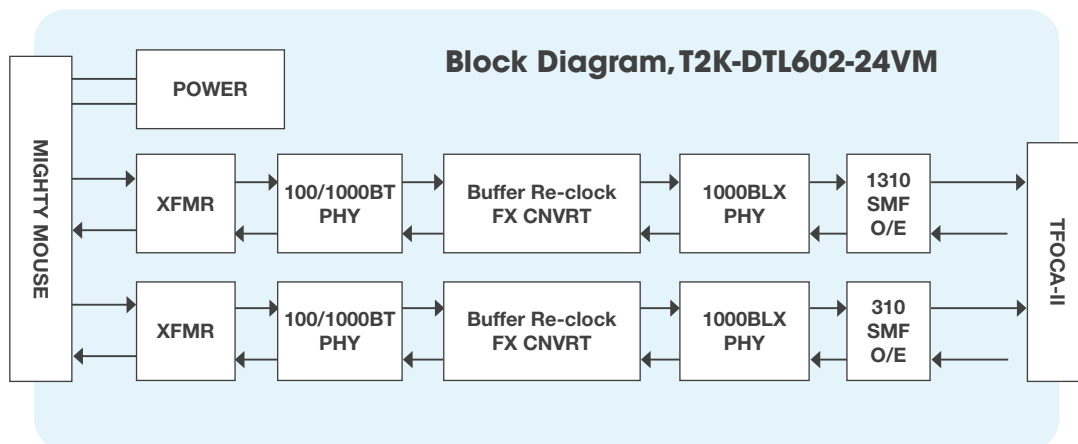 Block Diagram, T2K-DTL602-24VM
MIGHTY MOUSE
POWER
XFMR
100/1000BT
PHY
Buffer Re-clock
FX CNVRT
1000BLX
PHY
1310
SMF
O/E
XFMR
100/1000BT
PHY
Buffer Re-clock
FX CNVRT
1000BLX
PHY
310
SMF
O/E
TFOCA-II